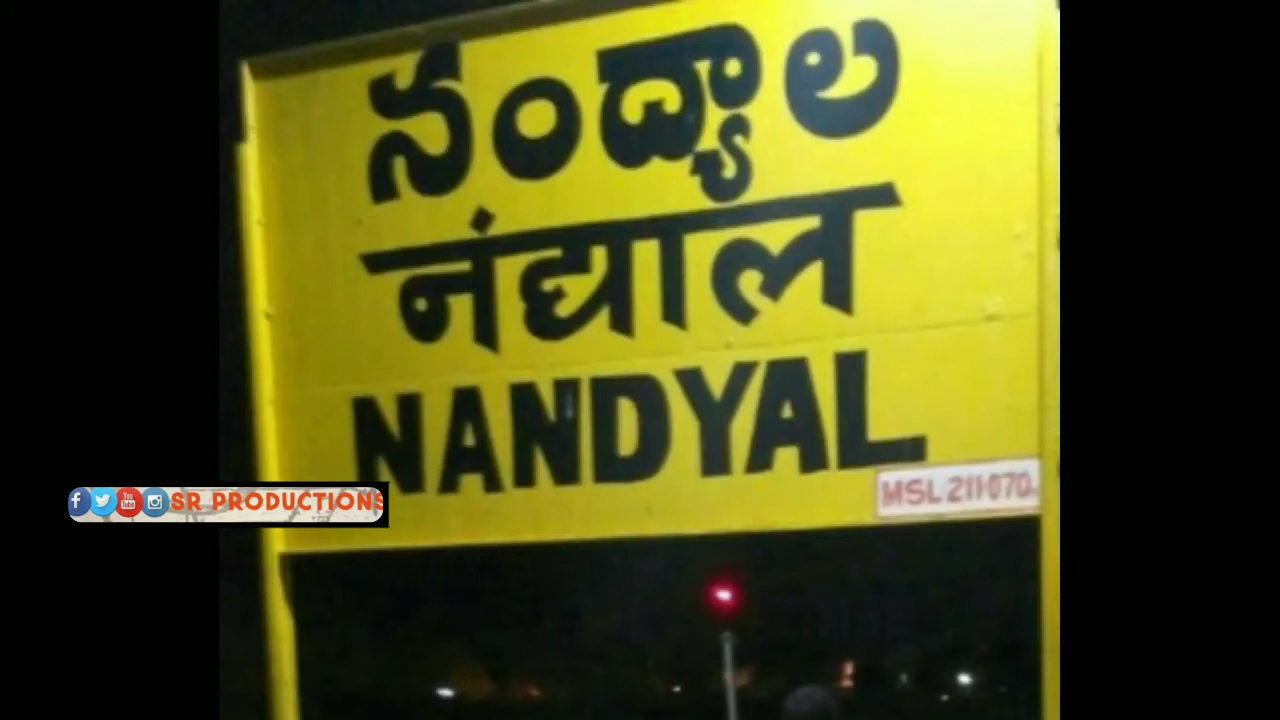 నంద్యాల
नंद्याल
NANDYAL
MSL 211·070.
SR PRODUCTIONS